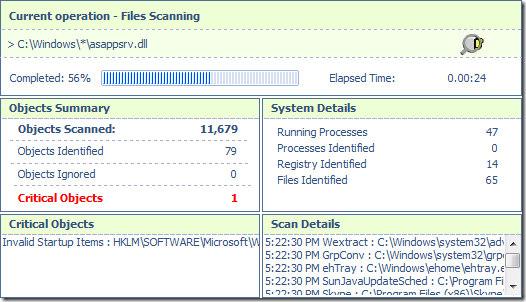 Current operation - Files Scanning
> C:\Windows\*\asappsrv.dll
Completed: 56% Elapsed Time: 0.00:24
Objects Summary
Objects Scanned: 11,679
Objects Identified 79
Objects Ignored 0
Critical Objects 1
System Details
Running Processes 47
Processes Identified 0
Registry Identified 14
Files Identified 65
Critical Objects
Invalid Startup Items : HKLM\SOFTWARE\Microsoft\W
Scan Details
5:22:30 PM Wextract : C:\Windows\system32\adv
5:22:30 PM GrpConv : C:\Windows\system32\grpc
5:22:30 PM ehTray : C:\Windows\ehome\ehtray.e
5:22:30 PM SunJavaUpdateSched : C:\Program Fil
5:22:30 PM Skype : C:\Program Files (x86)\Skype